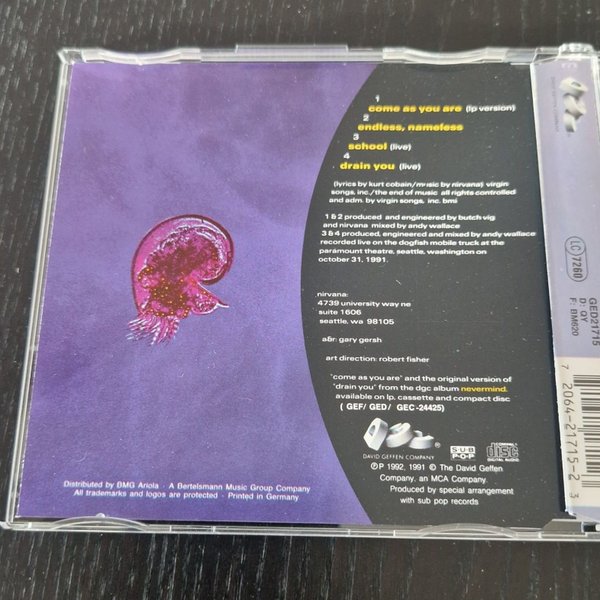 1
come as you are (lp version)
2
endless, nameless
3
school (live)
4
drain you (live)
(lyrics by kurt cobain/music by nirvana) virgin
songs, inc./the end of music all rights controlled
and adm. by virgin songs, inc. bmi
1 & 2 produced and engineered by butch vig
and nirvana mixed by andy wallace
3 & 4 produced, engineered and mixed by andy wallace
recorded live on the dogfish mobile truck at the
paramount theatre, seattle, washington on
october 31, 1991.
nirvana:
4739 university way ne
suite 1606
seattle, wa 98105
a&r: gary gersh
art direction: robert fisher
"come as you are" and the original version of
"drain you" from the dgc album nevermind.
available on lp, cassette and compact disc
( GEF/ GED/ GEC-24425)
SUB
POP
COMPACT
disc
DIGITAL AUDIO
℗ 1992, 1991 © The David Geffen
Company, an MCA Company.
Produced by special arrangement
with sub pop records
Distributed by BMG Ariola · A Bertelsmann Music Group Company
All trademarks and logos are protected · Printed in Germany
DAVID GEFFEN COMPANY
LC 7260
GED21715
D: OY
F: BM620
7 2064-21715-2 3